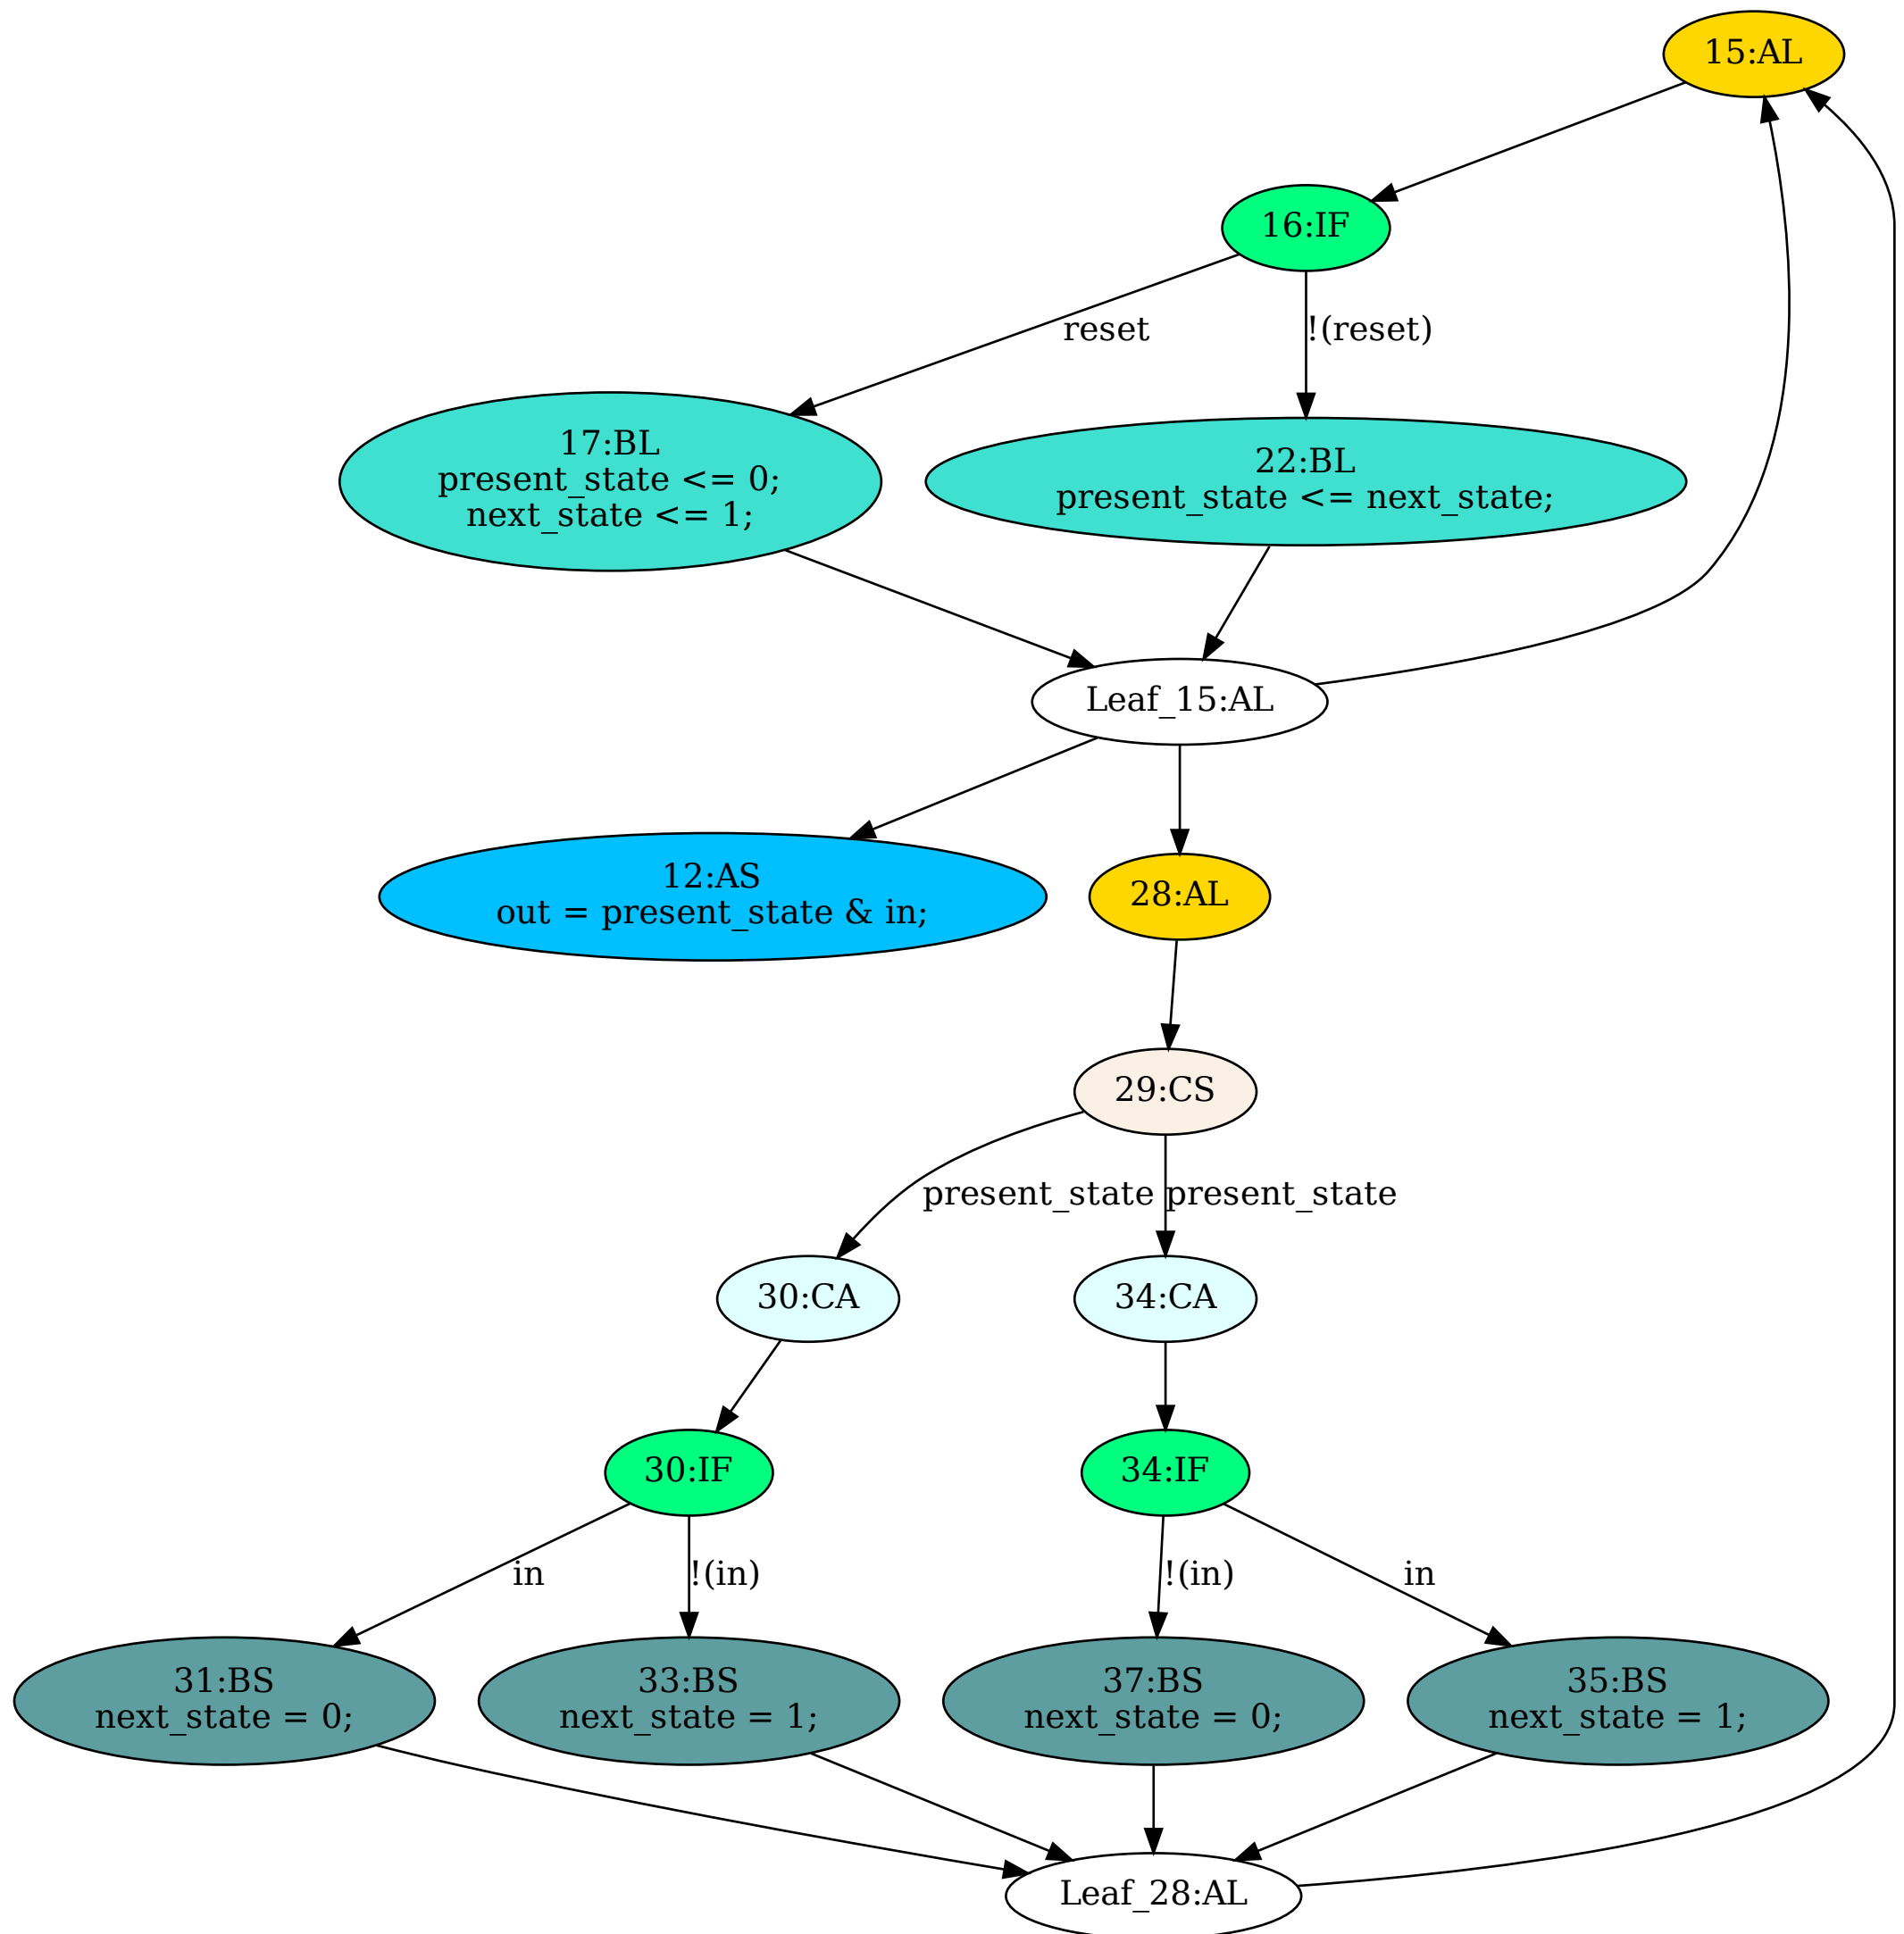 15:AL
16:IF
reset
!(reset)
17:BL
present_state <= 0;
next_state <= 1;
22:BL
present_state <= next_state;
Leaf_15:AL
12:AS
out = present_state & in;
28:AL
29:CS
present_state
present_state
30:CA
34:CA
30:IF
34:IF
in
!(in)
!(in)
in
31:BS
next_state = 0;
33:BS
next_state = 1;
37:BS
next_state = 0;
35:BS
next_state = 1;
Leaf_28:AL